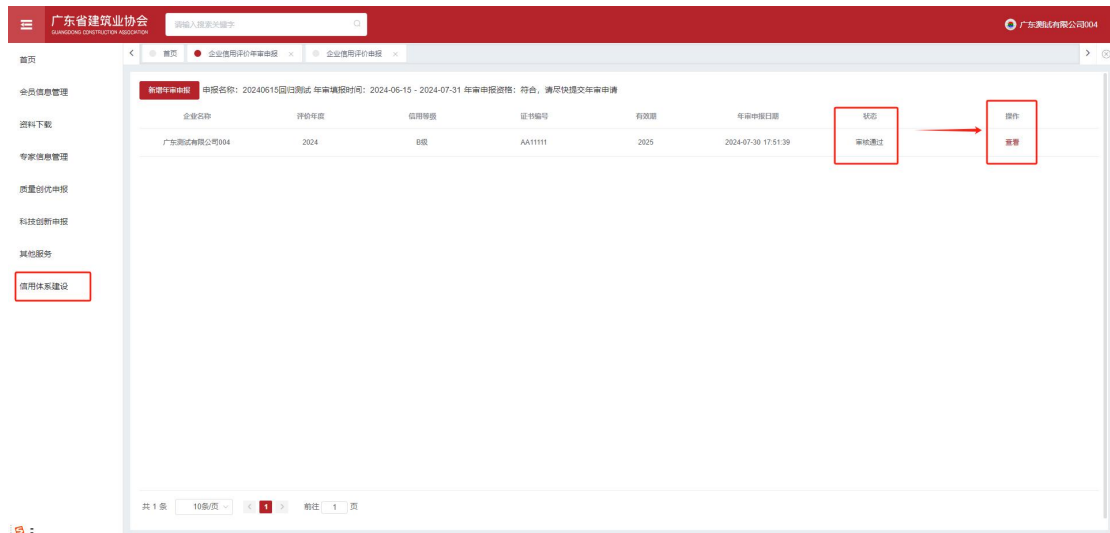 广东省建筑业协会
GUANGDONG CONSTRUCTION ASSOCIATION
请输入搜索关键字
广东测试有限公司004
首页
会员信息管理
资料下载
专家信息管理
质量创优申报
科技创新申报
其他服务
信用体系建设
首页 企业信用评价年审申报 × 企业信用评价申报 ×
新增年审申报 申报名称：20240615回归测试 年审填报时间：2024-06-15 - 2024-07-31 年审申报资格：符合，请尽快提交年审申请
企业名称 评价年度 信用等级 证书编号 有效期 年审申报日期 状态 操作
广东测试有限公司004 2024 B级 AA11111 2025 2024-07-30 17:51:39 审核通过 查看
共 1 条 10条/页 1 前往 1 页